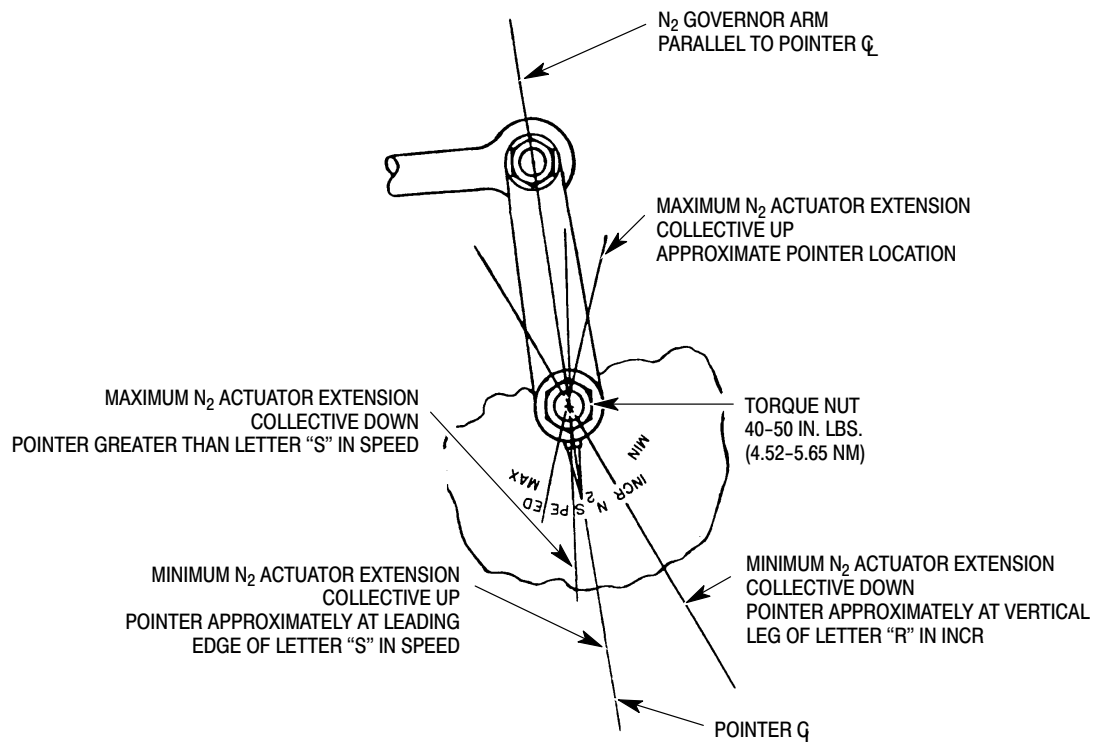 N₂ GOVERNOR ARM
PARALLEL TO POINTER ℄
MAXIMUM N₂ ACTUATOR EXTENSION
COLLECTIVE UP
APPROXIMATE POINTER LOCATION
MAXIMUM N₂ ACTUATOR EXTENSION
COLLECTIVE DOWN
POINTER GREATER THAN LETTER “S” IN SPEED
TORQUE NUT
40-50 IN. LBS.
(4.52-5.65 NM)
MIN
INCR N₂ SPEED
MAX
MINIMUM N₂ ACTUATOR EXTENSION
COLLECTIVE UP
POINTER APPROXIMATELY AT LEADING
EDGE OF LETTER “S” IN SPEED
MINIMUM N₂ ACTUATOR EXTENSION
COLLECTIVE DOWN
POINTER APPROXIMATELY AT VERTICAL
LEG OF LETTER “R” IN INCR
POINTER ℄